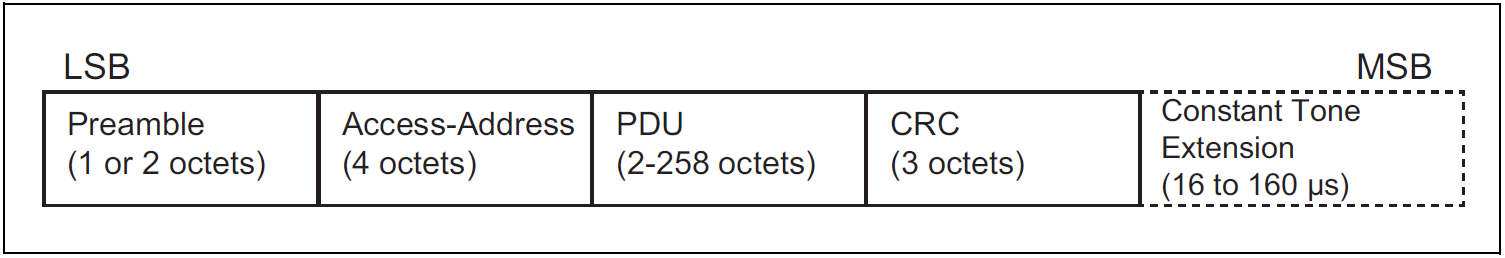 LSB
MSB
Preamble
(1 or 2 octets)
Access-Address
(4 octets)
PDU
(2-258 octets)
CRC
(3 octets)
Constant Tone
Extension
(16 to 160 µs)